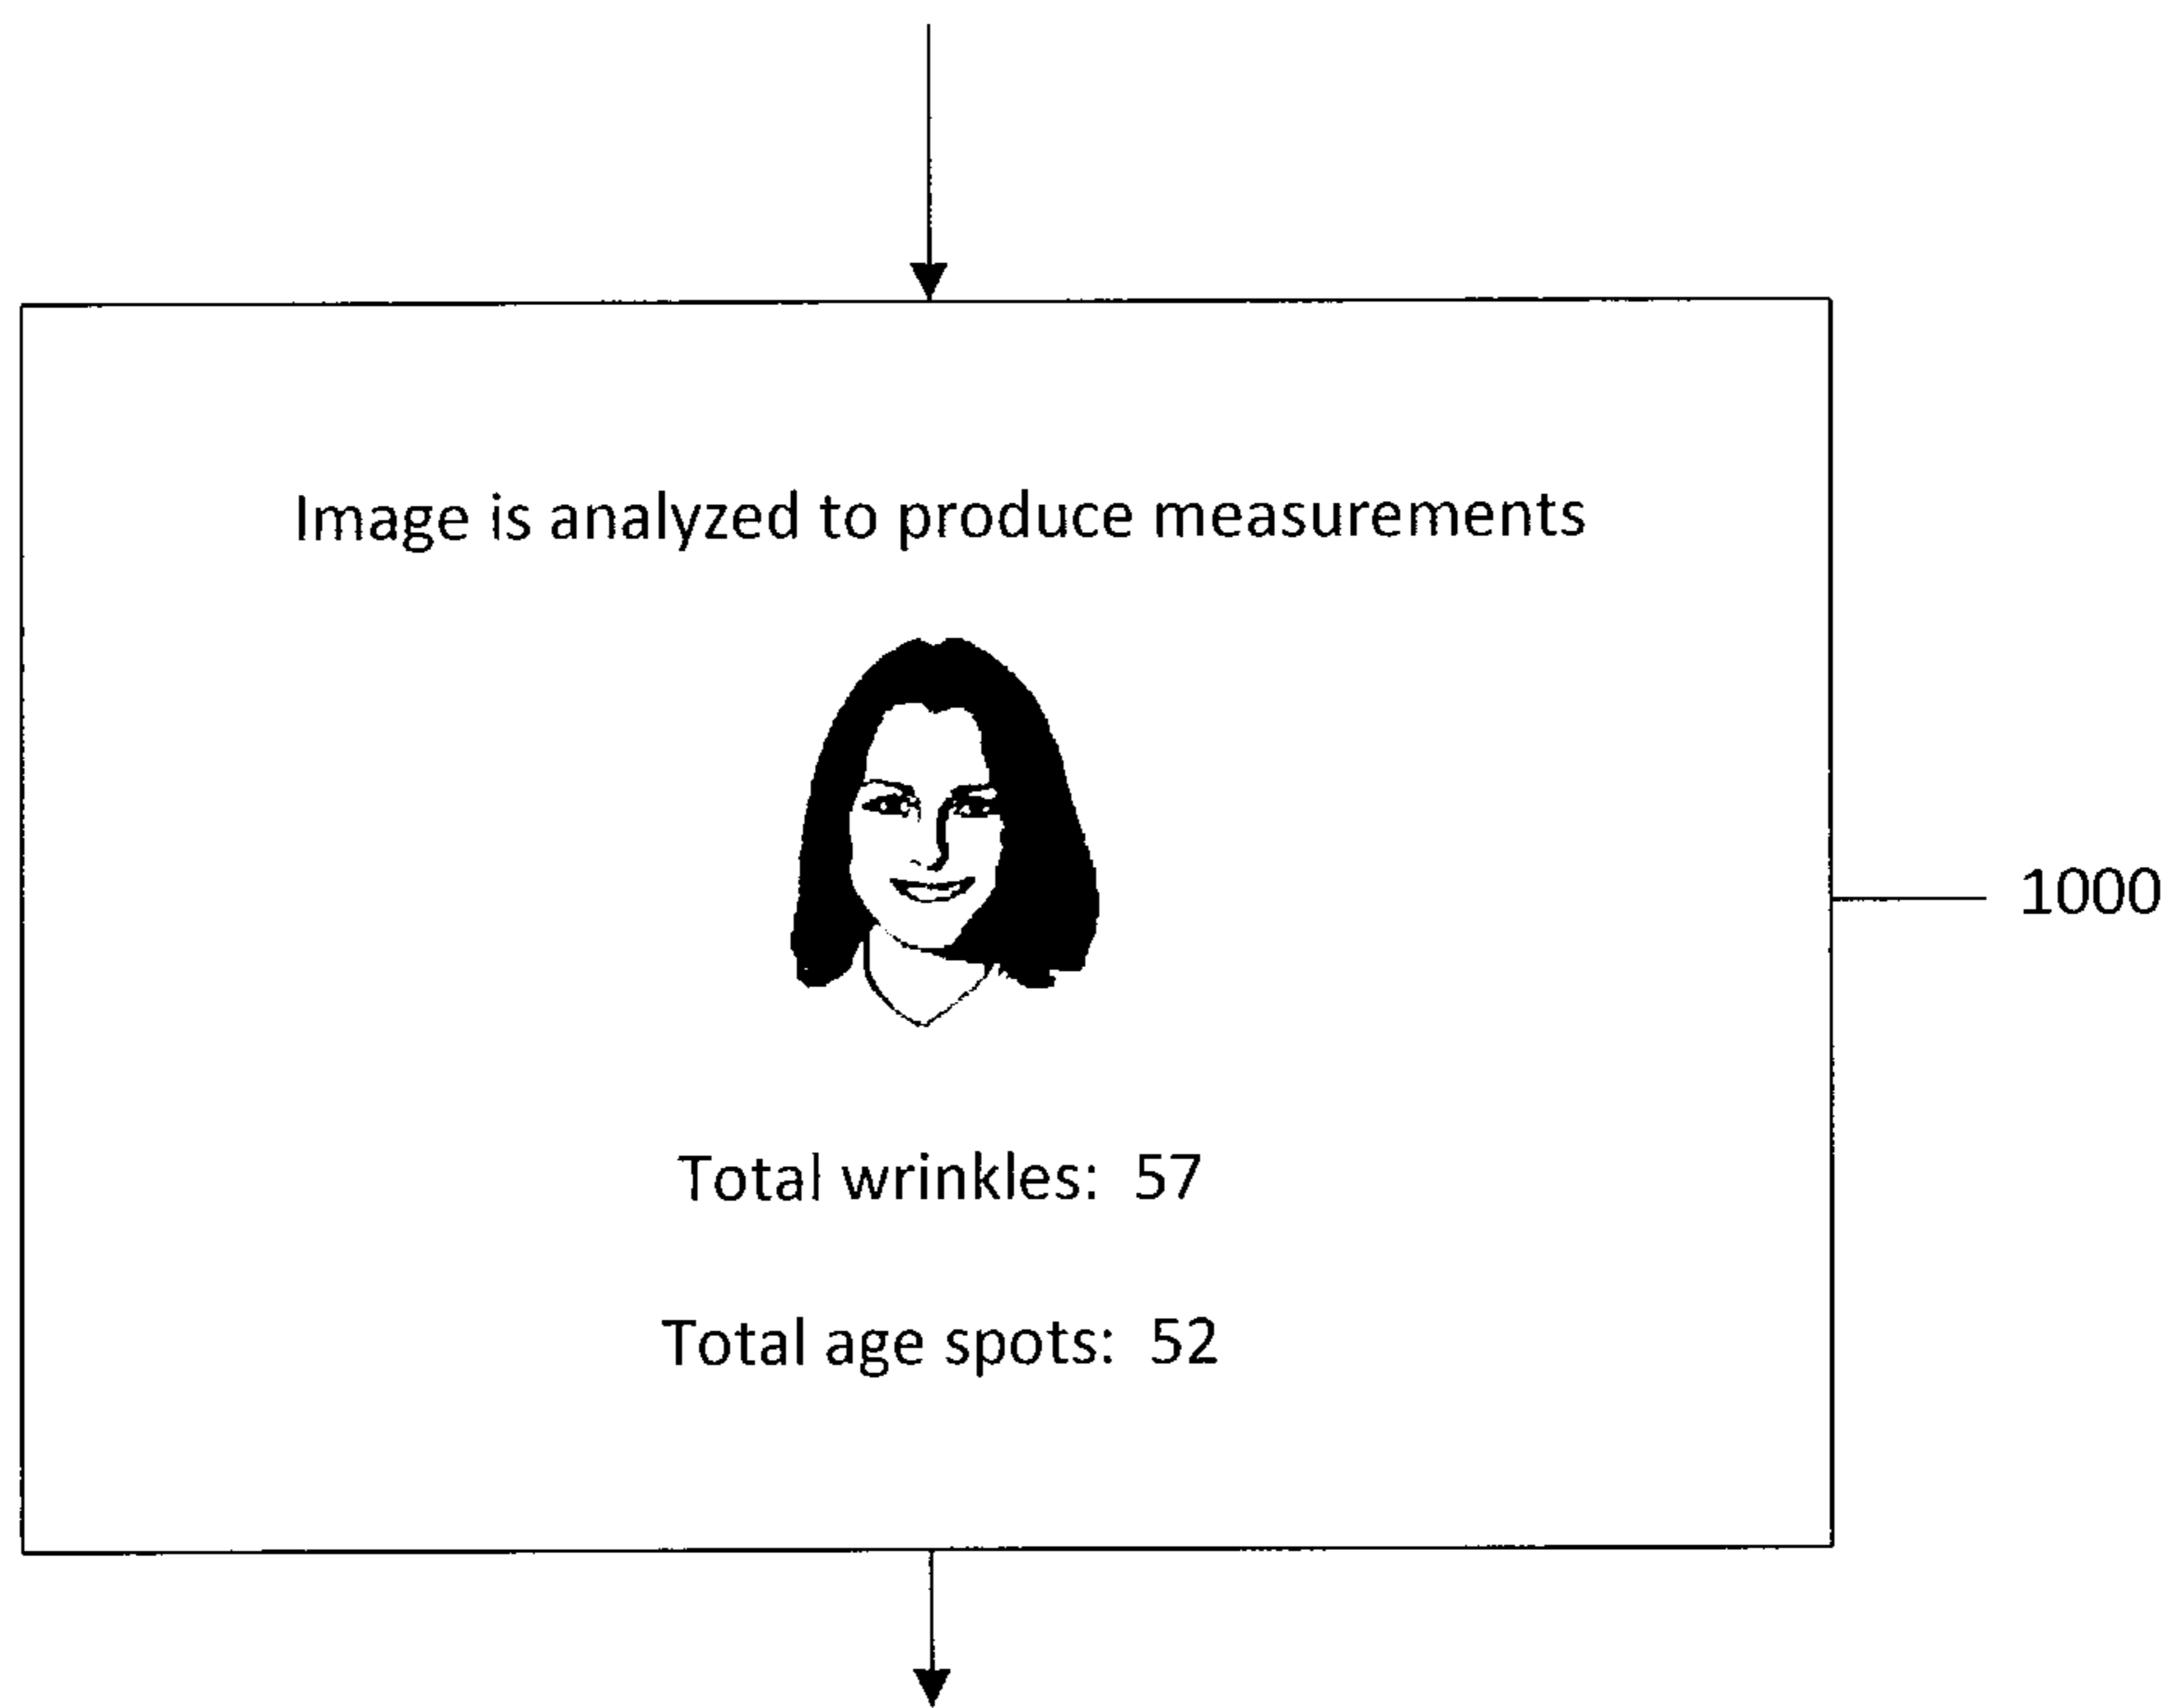 Image is analyzed to produce measurements
1000
Total wrinkles: 57
Total age spots: 52